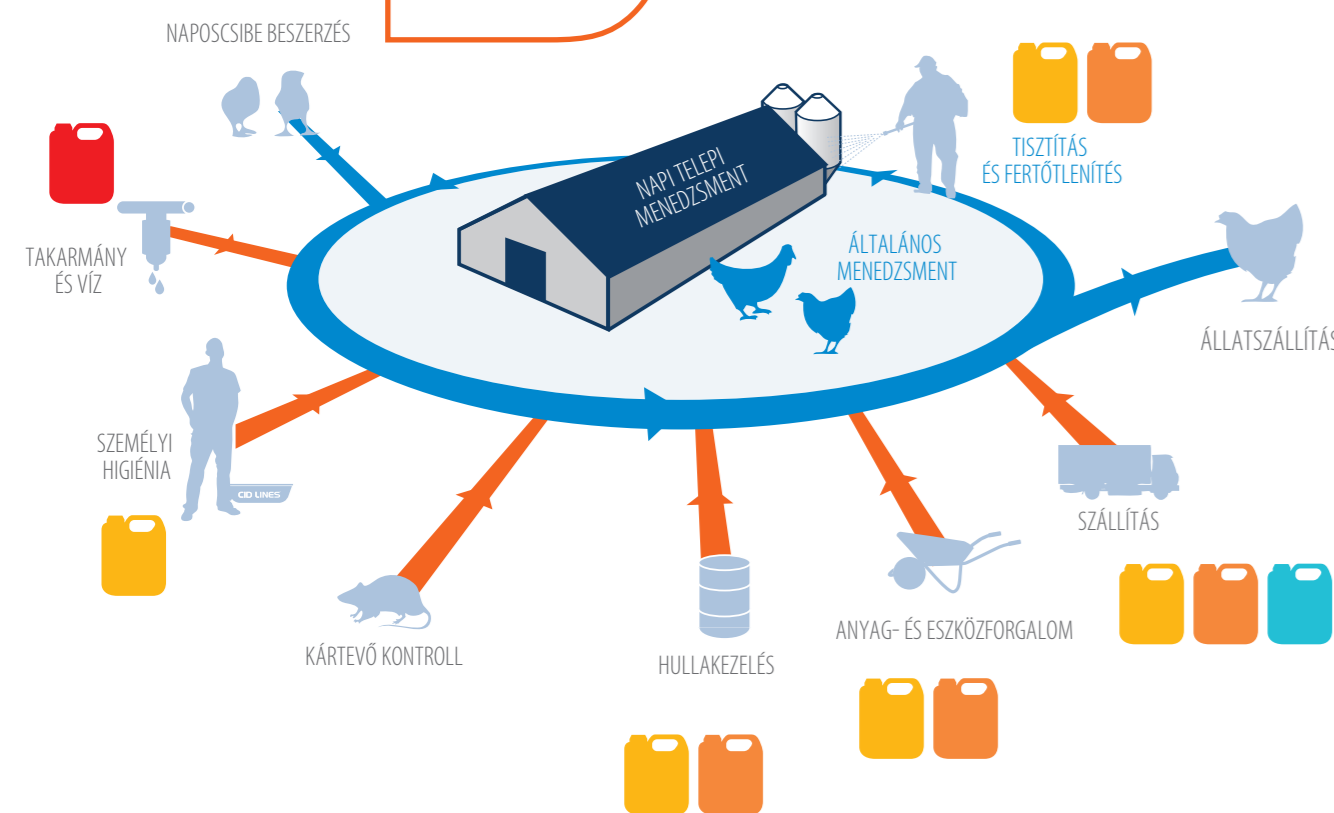 NAPOSCSIBE BESZERZÉS
NAPI TELEPI
MENEDZSMENT
TISZTÍTÁS
ÉS FERTŐTLENÍTÉS
TAKARMÁNY
ÉS VÍZ
ÁLTALÁNOS
MENEDZSMENT
ÁLLATSZÁLLÍTÁS
SZEMÉLYI
HIGIÉNIA
CID LINES
SZÁLLÍTÁS
ANYAG- ÉS ESZKÖZFORGALOM
KÁRTEVŐ KONTROLL
HULLAKEZELÉS